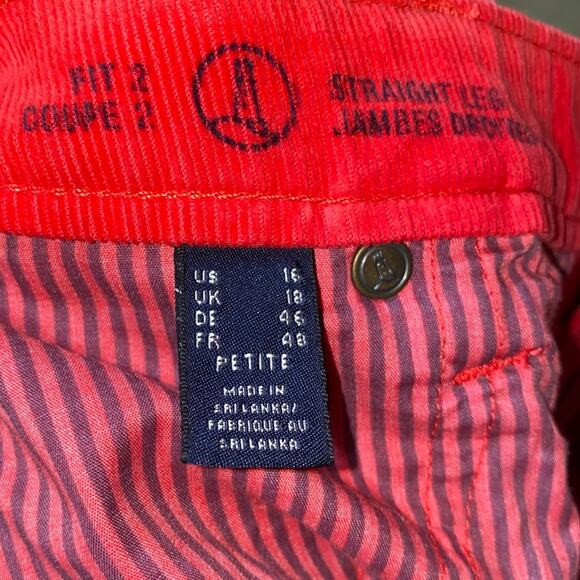 FIT 2
COUPE 2
STRAIGHT LEG
JAMBES
US 16
UK 18
DE 46
FR 48
PETITE
MADE IN
SRI LANKA/
FABRIQUE AU
SRI LANKA